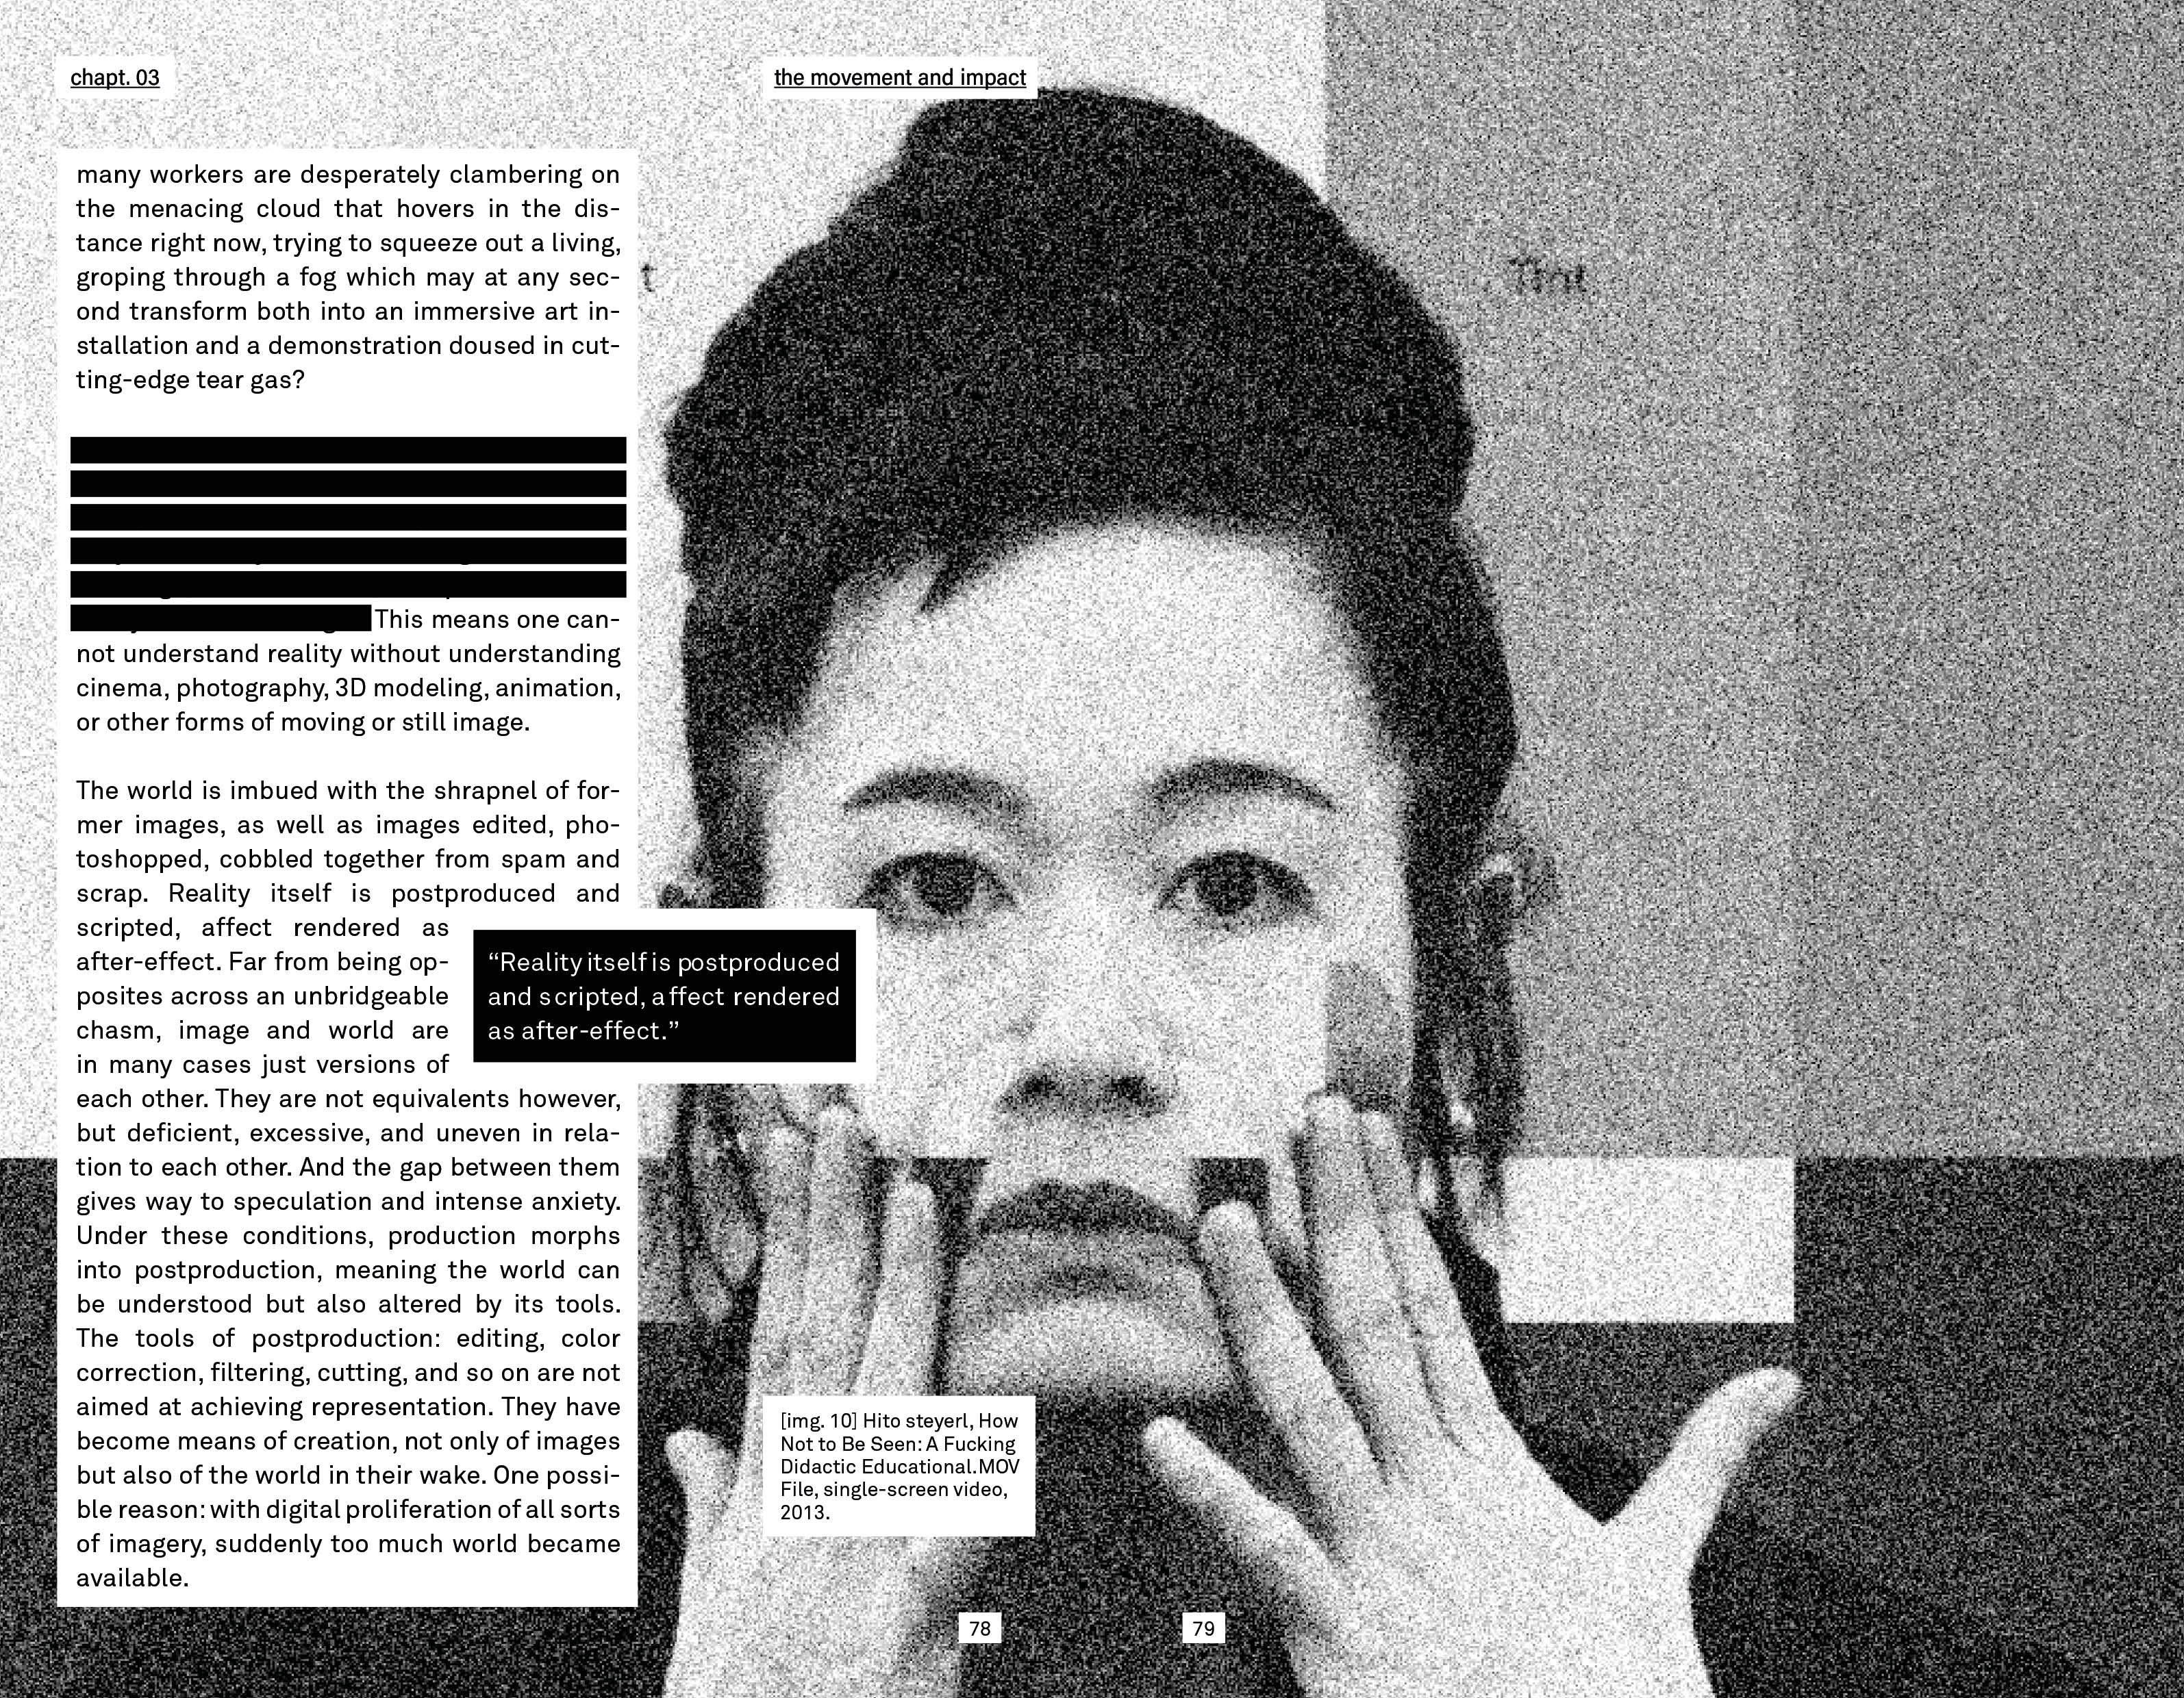 chapt. 03
the movement and impact
many workers are desperately clambering on
the menacing cloud that hovers in the dis-
tance right now, trying to squeeze out a living,
groping through a fog which may at any sec-
ond transform both into an immersive art in-
stallation and a demonstration doused in cut-
ting-edge tear gas?
This means one can-
not understand reality without understanding
cinema, photography, 3D modeling, animation,
or other forms of moving or still image.
The world is imbued with the shrapnel of for-
mer images, as well as images edited, pho-
toshopped, cobbled together from spam and
scrap. Reality itself is postproduced and
scripted, affect rendered as
after-effect. Far from being op-
posites across an unbridgeable
chasm, image and world are
in many cases just versions of
each other. They are not equivalents however,
but deficient, excessive, and uneven in rela-
tion to each other. And the gap between them
gives way to speculation and intense anxiety.
Under these conditions, production morphs
into postproduction, meaning the world can
be understood but also altered by its tools.
The tools of postproduction: editing, color
correction, filtering, cutting, and so on are not
aimed at achieving representation. They have
become means of creation, not only of images
but also of the world in their wake. One possi-
ble reason: with digital proliferation of all sorts
of imagery, suddenly too much world became
available.
“Reality itself is postproduced
and scripted, affect rendered
as after-effect.”
[img. 10] Hito steyerl, How
Not to Be Seen: A Fucking
Didactic Educational.MOV
File, single-screen video,
2013.
78
79